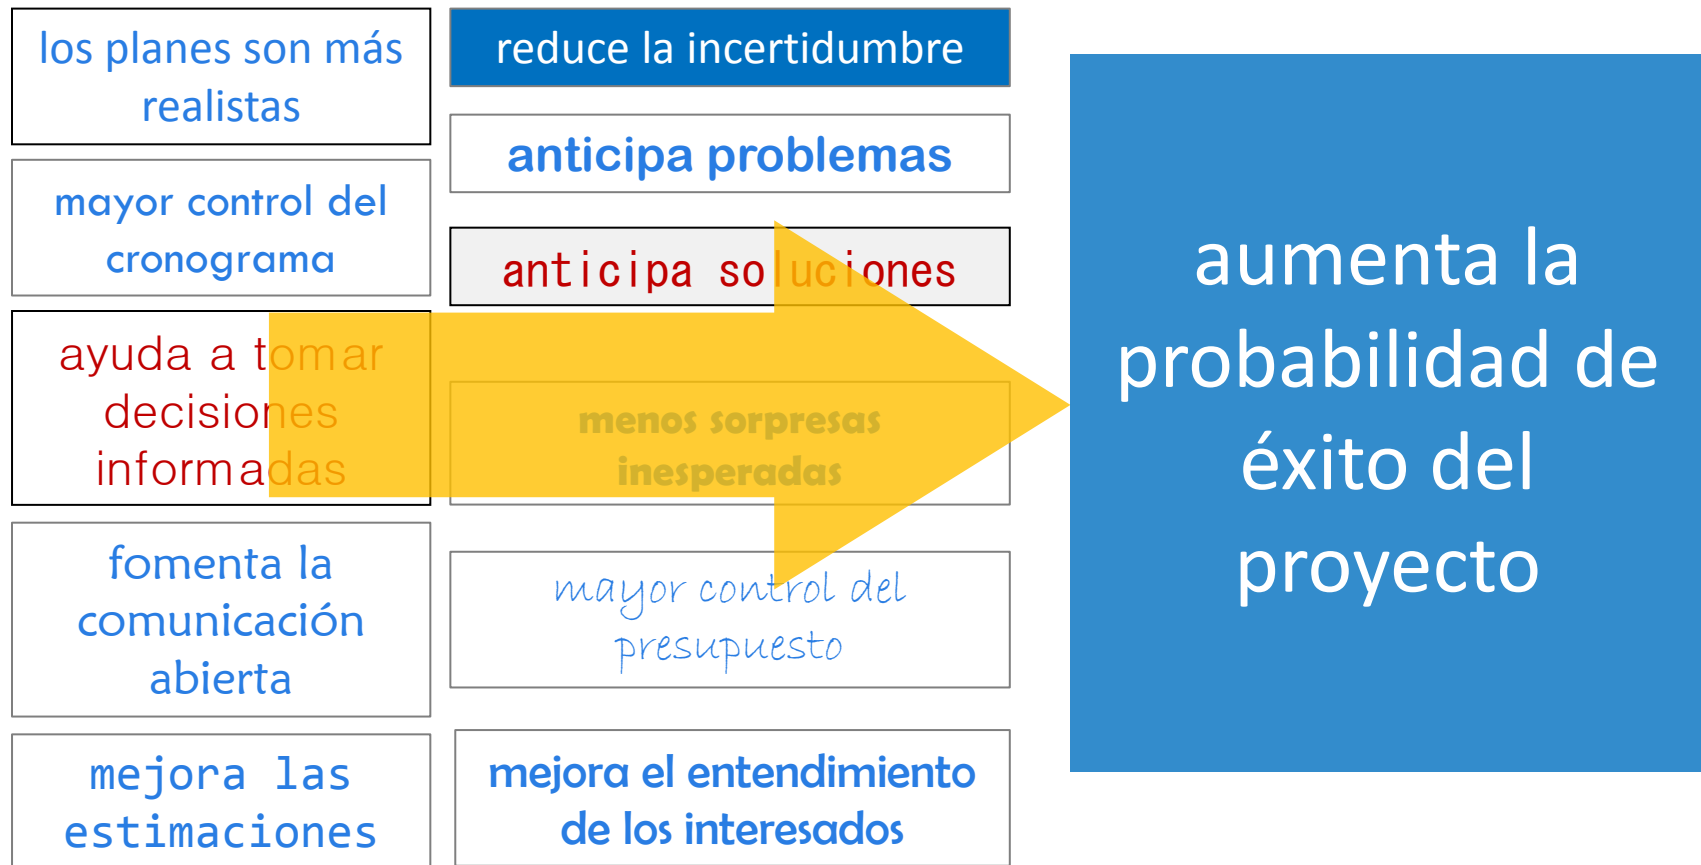 los planes son más
realistas
mayor control del
cronograma
ayuda a tomar
decisiones
informadas
fomenta la
comunicación
abierta
mejora las
estimaciones
reduce la incertidumbre
anticipa problemas
anticipa soluciones
menos sorpresas
inesperadas
mayor control del
presupuesto
mejora el entendimiento
de los interesados
aumenta la
probabilidad de
éxito del
proyecto